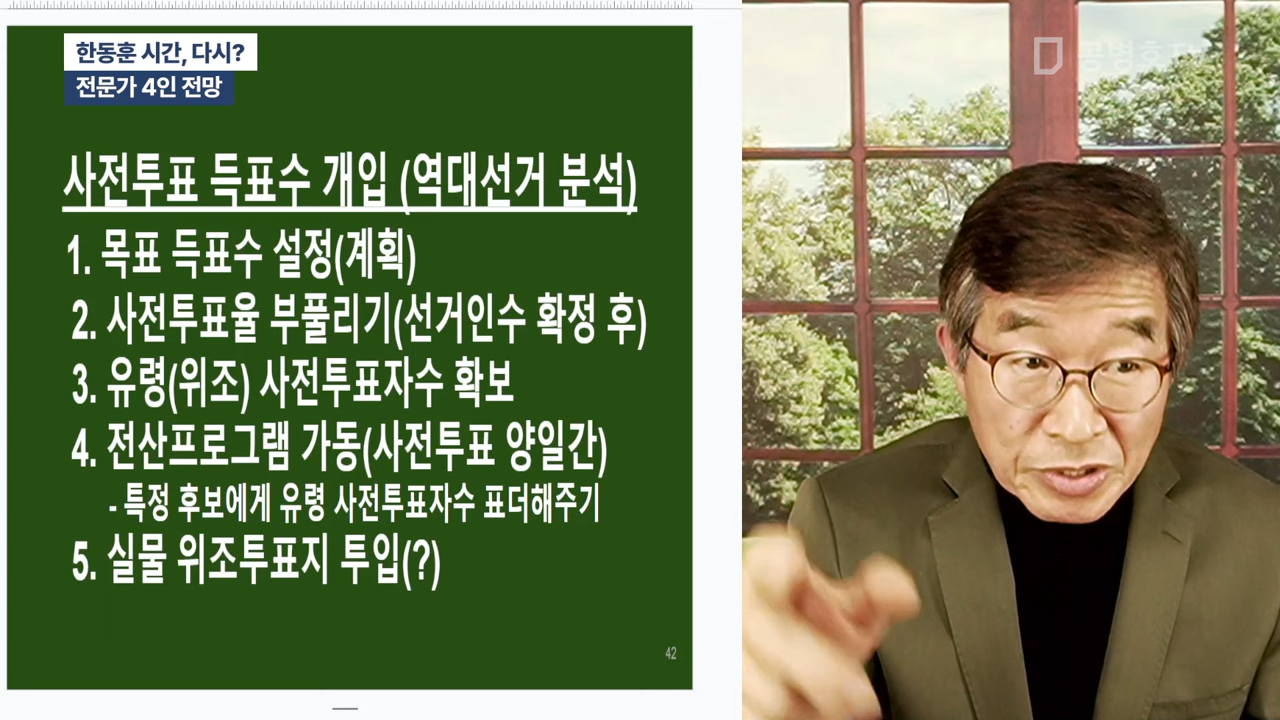 한동훈 시간, 다시?
전문가 4인 전망
공병호
사전투표 득표수 개입 (역대선거 분석)
1. 목표 득표수 설정(계획)
2. 사전투표율 부풀리기(선거인수 확정 후)
3. 유령(위조) 사전투표자수 확보
4. 전산프로그램 가동(사전투표 양일간)
- 특정 후보에게 유령 사전투표자수 표더해주기
5. 실물 위조투표지 투입(?)
42